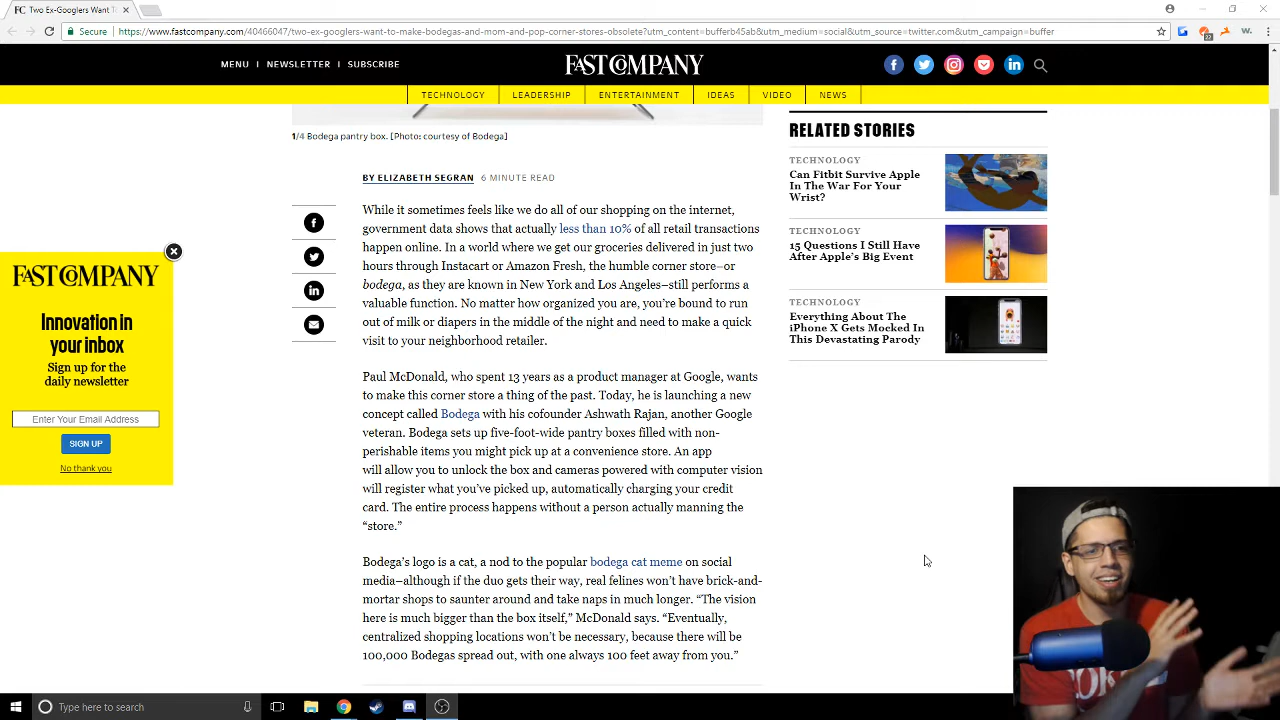 FC Two Ex-Googlers Want T
Secure https://www.fastcompany.com/40466047/two-ex-googlers-want-to-make-bodegas-and-mom-and-pop-corner-stores-obsolete?utm_content=bufferb45ab&utm_medium=social&utm_source=twitter.com&utm_campaign=buffer
MENU | NEWSLETTER | SUBSCRIBE
FAST COMPANY
TECHNOLOGY LEADERSHIP ENTERTAINMENT IDEAS VIDEO NEWS
1/4 Bodega pantry box. [Photo: courtesy of Bodega]
BY ELIZABETH SEGRAN 6 MINUTE READ
While it sometimes feels like we do all of our shopping on the internet,
government data shows that actually less than 10% of all retail transactions
happen online. In a world where we get our groceries delivered in just two
hours through Instacart or Amazon Fresh, the humble corner store–or
bodega, as they are known in New York and Los Angeles–still performs a
valuable function. No matter how organized you are, you're bound to run
out of milk or diapers in the middle of the night and need to make a quick
visit to your neighborhood retailer.
Paul McDonald, who spent 13 years as a product manager at Google, wants
to make this corner store a thing of the past. Today, he is launching a new
concept called Bodega with his cofounder Ashwath Rajan, another Google
veteran. Bodega sets up five-foot-wide pantry boxes filled with non-
perishable items you might pick up at a convenience store. An app
will allow you to unlock the box and cameras powered with computer vision
will register what you've picked up, automatically charging your credit
card. The entire process happens without a person actually manning the
“store.”
Bodega's logo is a cat, a nod to the popular bodega cat meme on social
media–although if the duo gets their way, real felines won't have brick-and-
mortar shops to saunter around and take naps in much longer. “The vision
here is much bigger than the box itself,” McDonald says. “Eventually,
centralized shopping locations won't be necessary, because there will be
100,000 Bodegas spread out, with one always 100 feet away from you.”
RELATED STORIES
TECHNOLOGY
Can Fitbit Survive Apple
In The War For Your
Wrist?
TECHNOLOGY
15 Questions I Still Have
After Apple's Big Event
TECHNOLOGY
Everything About The
iPhone X Gets Mocked In
This Devastating Parody
FAST COMPANY
Innovation in
your inbox
Sign up for the
daily newsletter
Enter Your Email Address
SIGN UP
No thank you
Type here to search